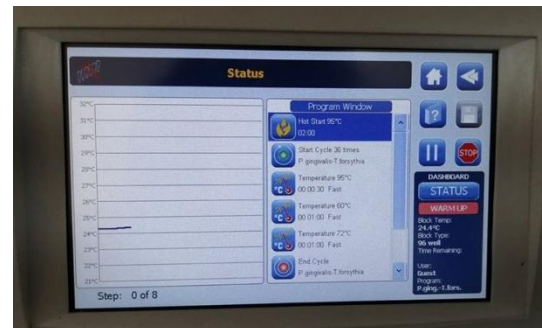 Status
32°C
31°C
30°C
29°C
28°C
27°C
26°C
25°C
24°C
23°C
22°C
21°C
Step: 0 of 8
Program Window
Hot Start 95°C
02:00
Start Cycle 36 times
P. gingivalis-T.forsythia
Temperature 95°C
00:00:30 Fast
Temperature 60°C
00:01:00 Fast
Temperature 72°C
00:01:00 Fast
End Cycle
P. gingivalis-T.forsythia
?
STOP
DASHBOARD
STATUS
WARM UP
Block Temp:
24.4°C
Block Type:
96 well
Time Remaining:
User:
Guest
Program:
P.ging.-T.fors.